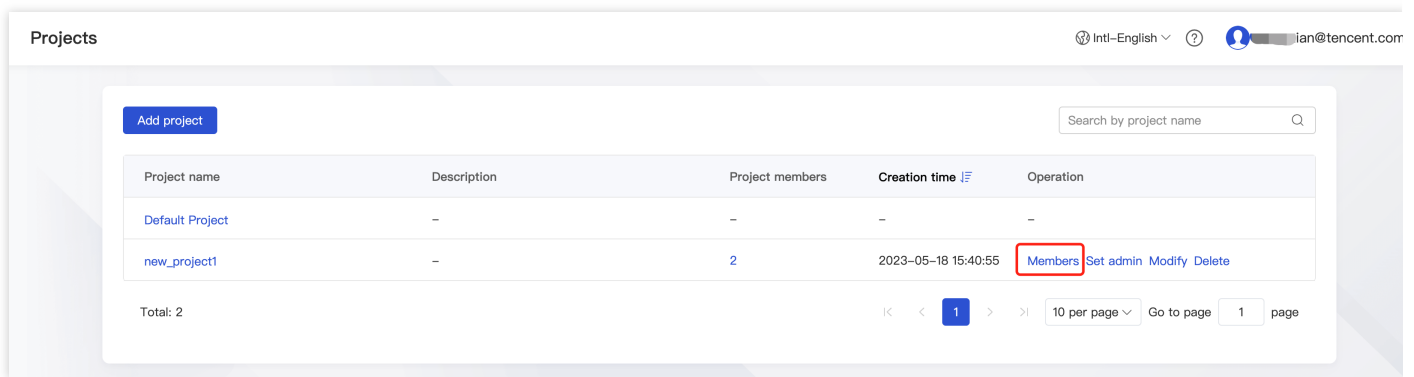 Projects
Intl-English
ian@tencent.com
Add project
Search by project name
Project name Description Project members Creation time Operation
Default Project – – – –
new_project1 – 2 2023-05-18 15:40:55 Members Set admin Modify Delete
Total: 2 1 10 per page Go to page 1 page